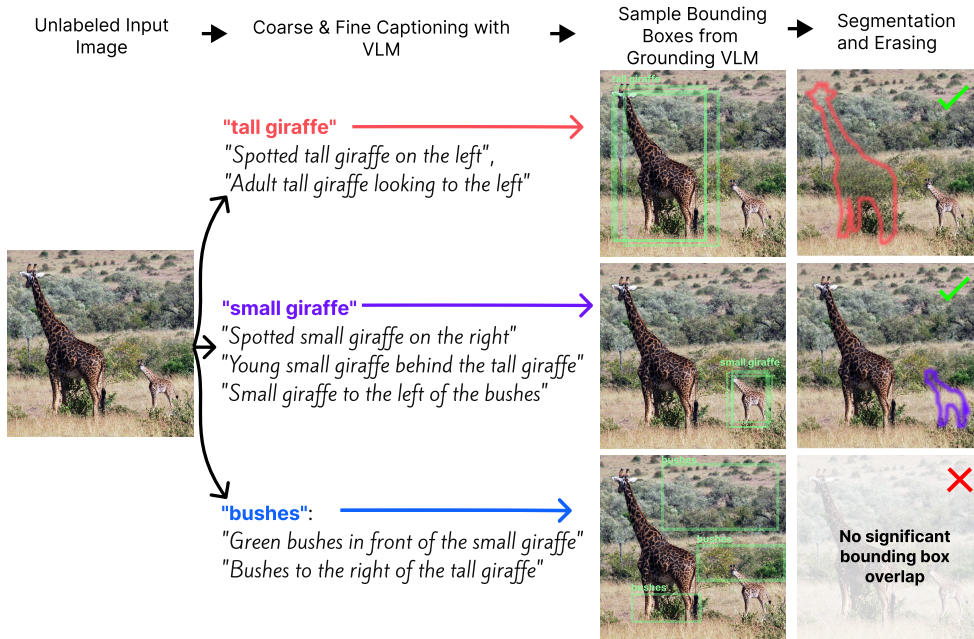 Unlabeled Input
Image
Coarse & Fine Captioning with
VLM
Sample Bounding
Boxes from
Grounding VLM
Segmentation
and Erasing
"tall giraffe"
"Spotted tall giraffe on the left",
"Adult tall giraffe looking to the left"
tall giraffe
"small giraffe"
"Spotted small giraffe on the right"
"Young small giraffe behind the tall giraffe"
"Small giraffe to the left of the bushes"
small giraffe
"bushes":
"Green bushes in front of the small giraffe"
"Bushes to the right of the tall giraffe"
bushes
bushes
bushes
No significant
bounding box
overlap